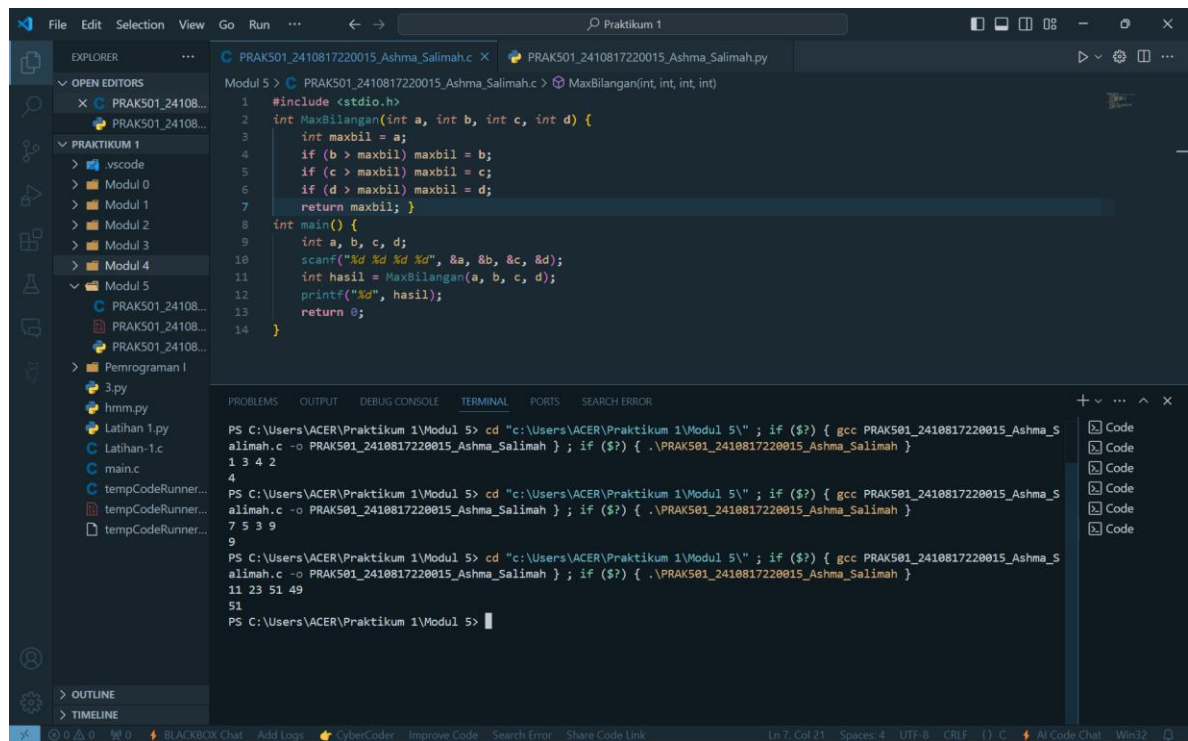 File Edit Selection View Go Run ··· ← → Praktikum 1
EXPLORER ···
OPEN EDITORS
C PRAK501_24108...
PRAK501_24108...
PRAKTIKUM 1
.vscode
Modul 0
Modul 1
Modul 2
Modul 3
Modul 4
Modul 5
C PRAK501_24108...
PRAK501_24108...
PRAK501_24108...
Pemrograman I
3.py
hmm.py
Latihan 1.py
C Latihan-1.c
C main.c
C tempCodeRunner...
tempCodeRunner...
tempCodeRunner...
OUTLINE
TIMELINE
C PRAK501_2410817220015_Ashma_Salimah.c × PRAK501_2410817220015_Ashma_Salimah.py
Modul 5 > C PRAK501_2410817220015_Ashma_Salimah.c > MaxBilangan(int, int, int, int)
1 #include <stdio.h>
2 int MaxBilangan(int a, int b, int c, int d) {
3 int maxbil = a;
4 if (b > maxbil) maxbil = b;
5 if (c > maxbil) maxbil = c;
6 if (d > maxbil) maxbil = d;
7 return maxbil; }
8 int main() {
9 int a, b, c, d;
10 scanf("%d %d %d %d", &a, &b, &c, &d);
11 int hasil = MaxBilangan(a, b, c, d);
12 printf("%d", hasil);
13 return 0;
14 }
PROBLEMS OUTPUT DEBUG CONSOLE TERMINAL PORTS SEARCH ERROR
PS C:\Users\ACER\Praktikum 1\Modul 5> cd "c:\Users\ACER\Praktikum 1\Modul 5\" ; if ($?) { gcc PRAK501_2410817220015_Ashma_S
alimah.c -o PRAK501_2410817220015_Ashma_Salimah } ; if ($?) { .\PRAK501_2410817220015_Ashma_Salimah }
1 3 4 2
4
PS C:\Users\ACER\Praktikum 1\Modul 5> cd "c:\Users\ACER\Praktikum 1\Modul 5\" ; if ($?) { gcc PRAK501_2410817220015_Ashma_S
alimah.c -o PRAK501_2410817220015_Ashma_Salimah } ; if ($?) { .\PRAK501_2410817220015_Ashma_Salimah }
7 5 3 9
9
PS C:\Users\ACER\Praktikum 1\Modul 5> cd "c:\Users\ACER\Praktikum 1\Modul 5\" ; if ($?) { gcc PRAK501_2410817220015_Ashma_S
alimah.c -o PRAK501_2410817220015_Ashma_Salimah } ; if ($?) { .\PRAK501_2410817220015_Ashma_Salimah }
11 23 51 49
51
PS C:\Users\ACER\Praktikum 1\Modul 5>
Code
Code
Code
Code
Code
Code
0 0 0 BLACKBOX Chat Add Logs CyberCoder Improve Code Search Error Share Code Link Ln 7, Col 21 Spaces: 4 UTF-8 CRLF {} C AI Code Chat Win32